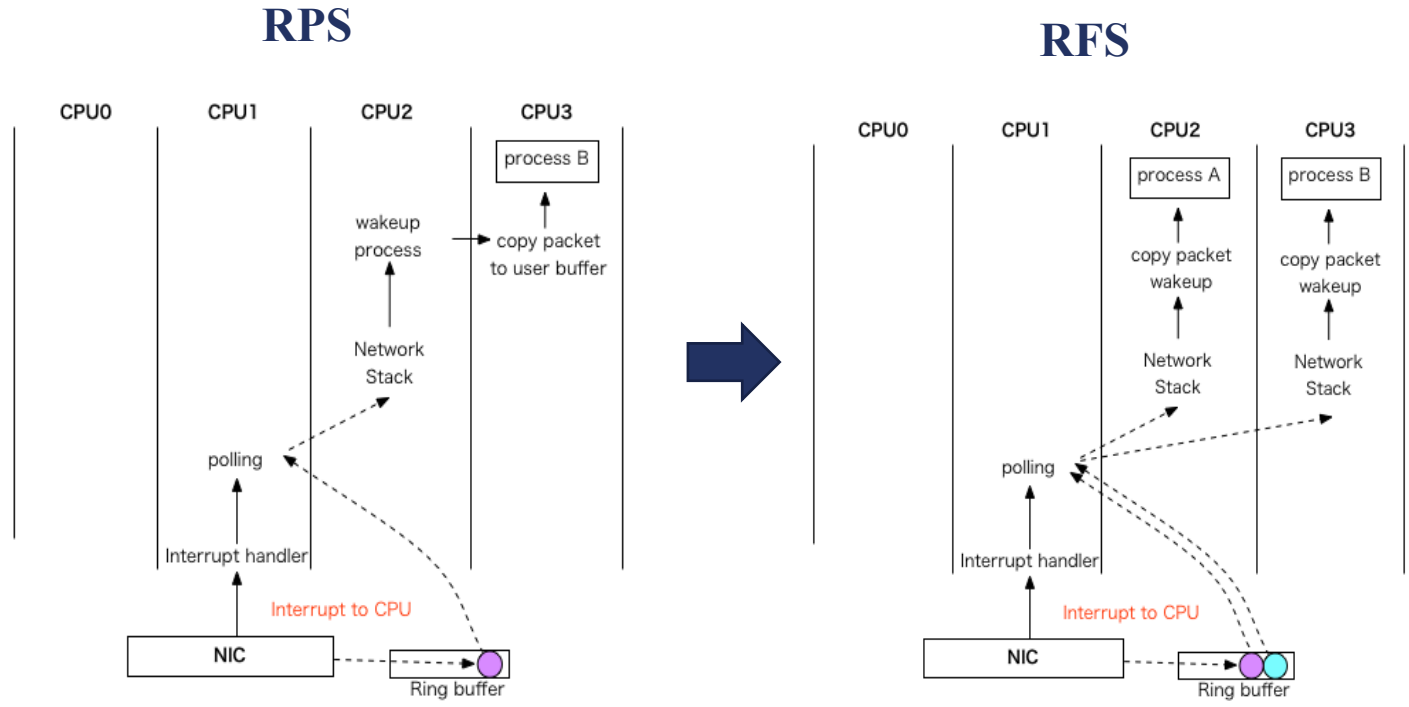 RPS
CPU0
CPU1
CPU2
CPU3
process B
wakeup
process
copy packet
to user buffer
Network
Stack
polling
Interrupt handler
Interrupt to CPU
NIC
Ring buffer
RFS
CPU0
CPU1
CPU2
CPU3
process A
process B
copy packet
wakeup
copy packet
wakeup
Network
Stack
Network
Stack
polling
Interrupt handler
Interrupt to CPU
NIC
Ring buffer